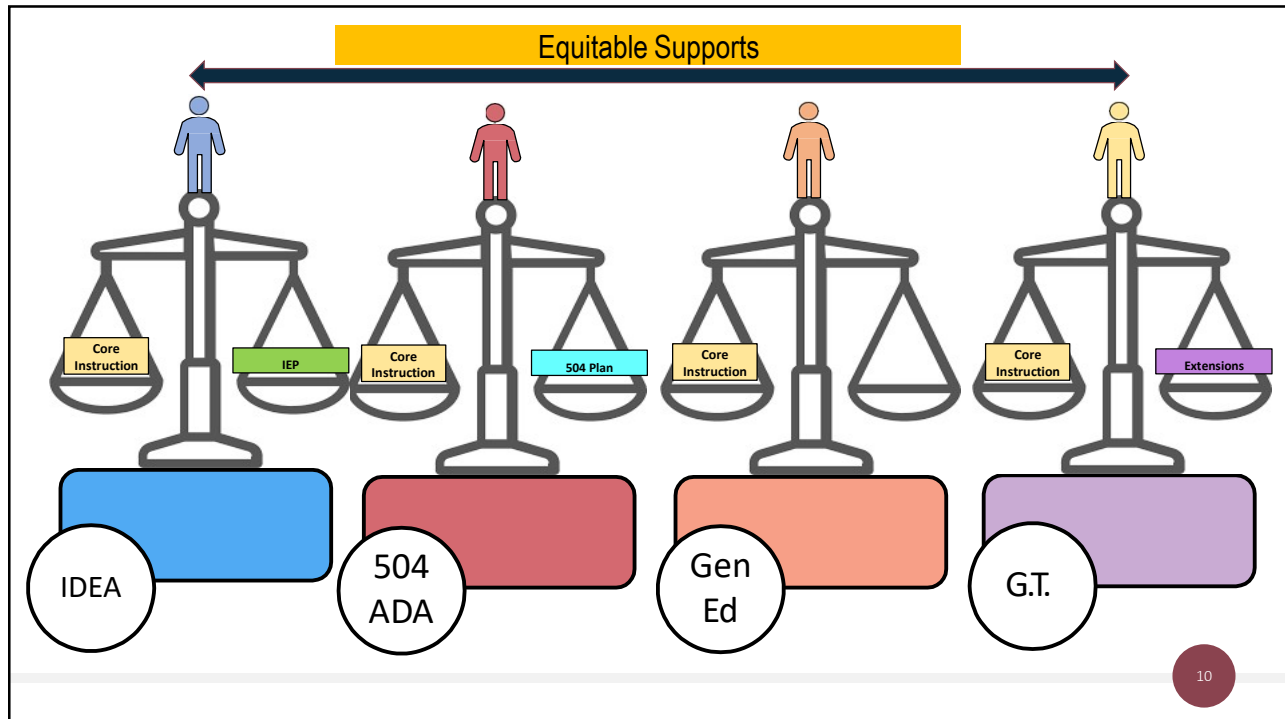 Equitable Supports
Core
Instruction
IEP
Core
Instruction
504 Plan
Core
Instruction
Core
Instruction
Extensions
IDEA
504
ADA
Gen
Ed
G.T.
10